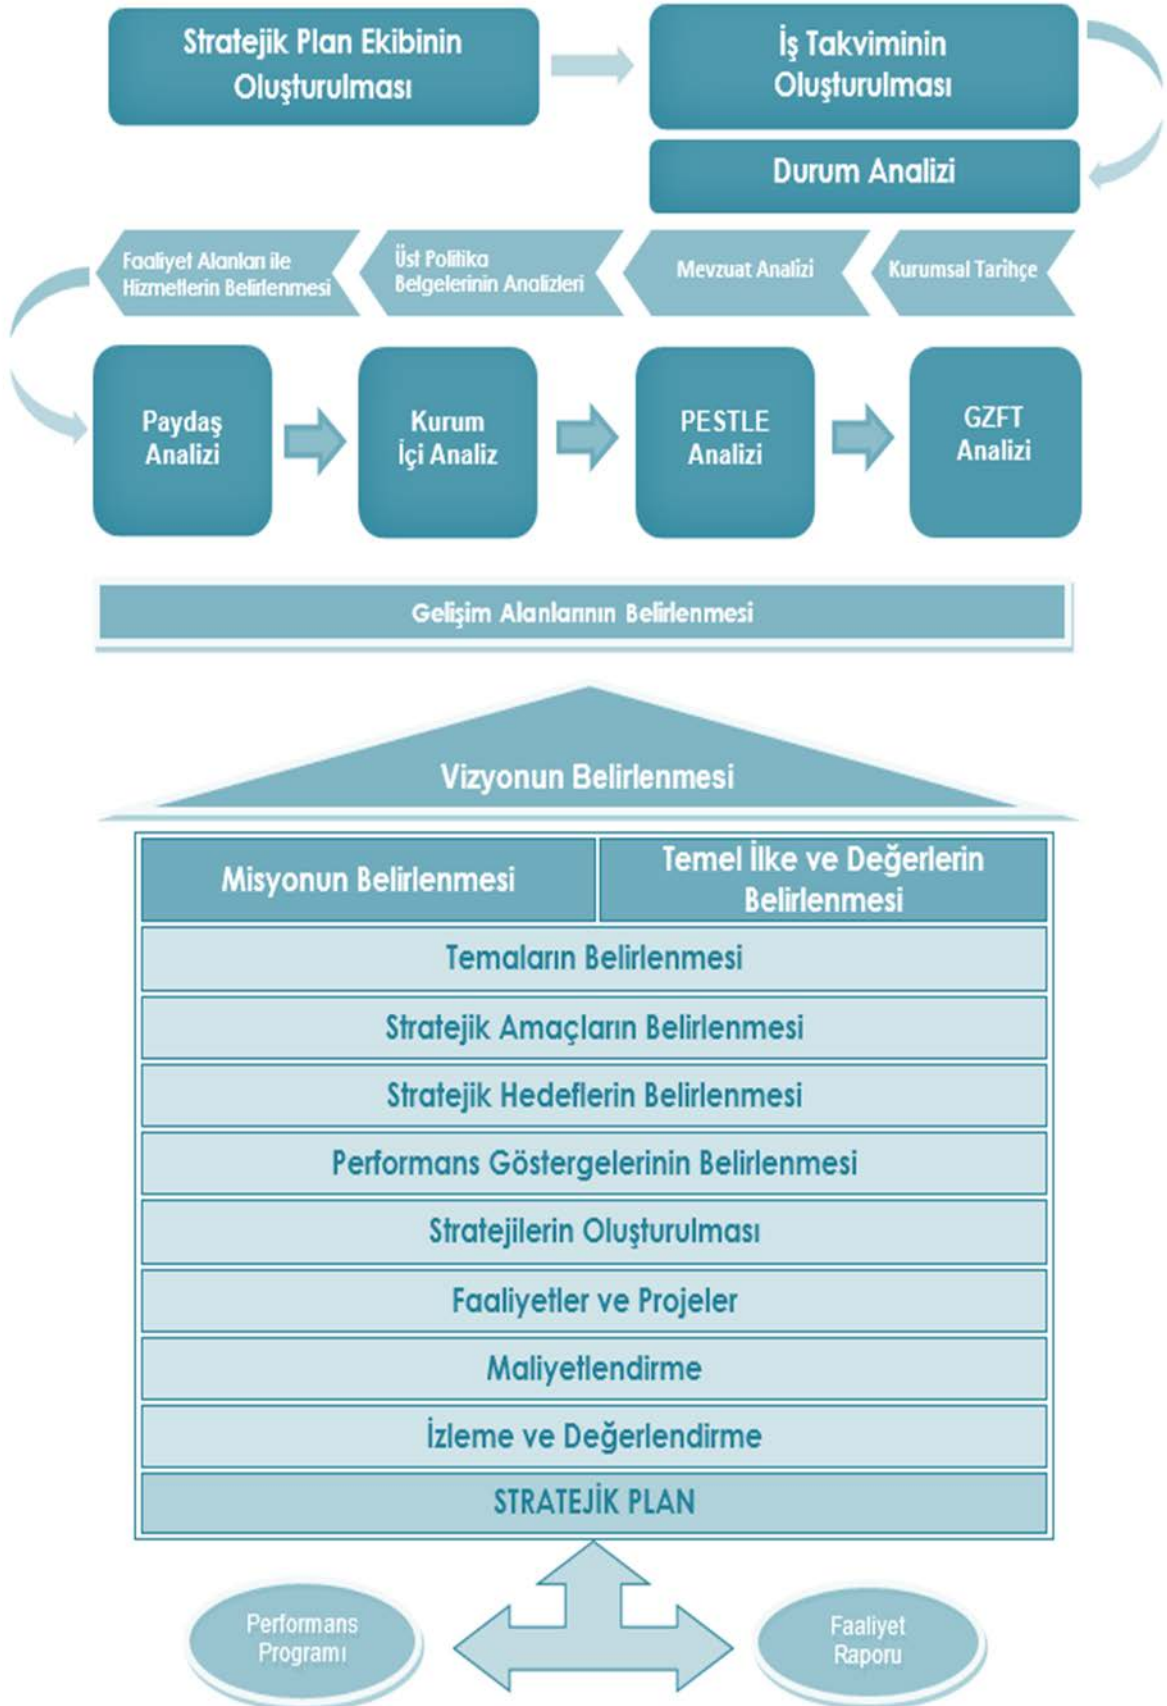 Stratejik Plan Ekibinin
Oluşturulması
İş Takviminin
Oluşturulması
Durum Analizi
Faaliyet Alanları ile
Hizmetlerin Belirlenmesi
Üst Politika
Belgelerinin Analizleri
Mevzuat Analizi
Kurumsal Tarihçe
Paydaş
Analizi
Kurum
İçi Analiz
PESTLE
Analizi
GZFT
Analizi
Gelişim Alanlarının Belirlenmesi
Vizyonun Belirlenmesi
Misyonun Belirlenmesi
Temel İlke ve Değerlerin
Belirlenmesi
Temaların Belirlenmesi
Stratejik Amaçların Belirlenmesi
Stratejik Hedeflerin Belirlenmesi
Performans Göstergelerinin Belirlenmesi
Stratejilerin Oluşturulması
Faaliyetler ve Projeler
Maliyetlendirme
İzleme ve Değerlendirme
STRATEJİK PLAN
Performans
Programı
Faaliyet
Raporu